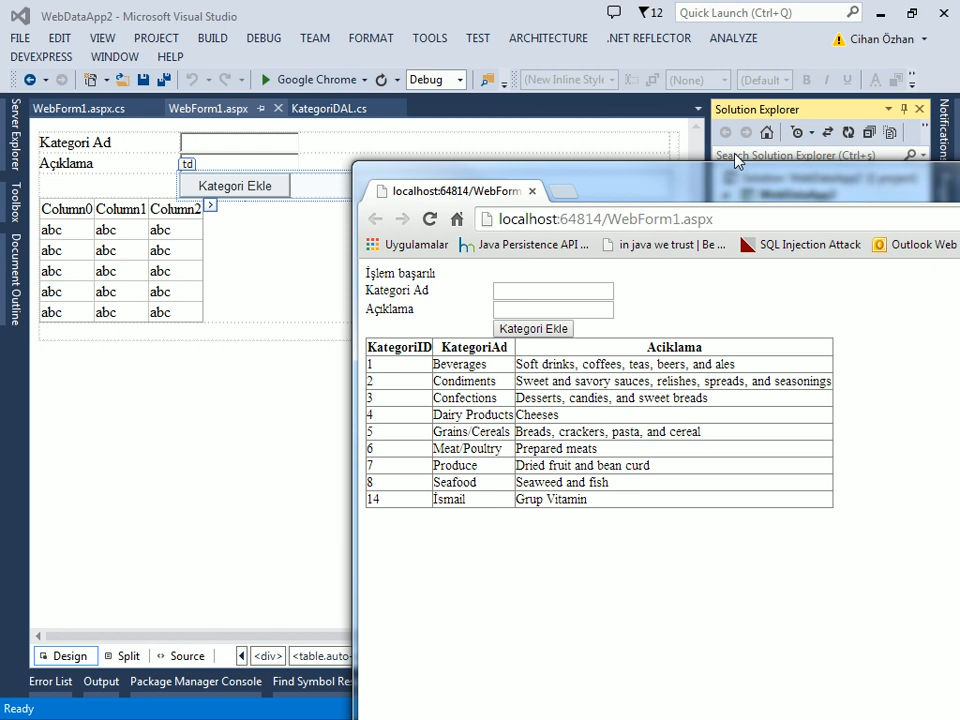 WebDataApp2 - Microsoft Visual Studio
12
Quick Launch (Ctrl+Q)
FILE EDIT VIEW PROJECT BUILD DEBUG TEAM FORMAT TOOLS TEST ARCHITECTURE .NET REFLECTOR ANALYZE
Cihan Özhan
DEVEXPRESS WINDOW HELP
Google Chrome
Debug
(New Inline Style
(None)
(Default
B I U A
Server Explorer
Toolbox
Document Outline
WebForm1.aspx.cs WebForm1.aspx KategoriDAL.cs
Kategori Ad
Açıklama
td
Kategori Ekle
Column0 Column1 Column2
abc abc abc
abc abc abc
abc abc abc
abc abc abc
abc abc abc
Solution Explorer
Search Solution Explorer (Ctrl+ş)
Notifications
localhost:64814/WebForm
localhost:64814/WebForm1.aspx
Uygulamalar Java Persistence API ... in java we trust | Be ... SQL Injection Attack Outlook Web
İşlem başarılı
Kategori Ad
Açıklama
Kategori Ekle
KategoriID KategoriAd Aciklama
1 Beverages Soft drinks, coffees, teas, beers, and ales
2 Condiments Sweet and savory sauces, relishes, spreads, and seasonings
3 Confections Desserts, candies, and sweet breads
4 Dairy Products Cheeses
5 Grains/Cereals Breads, crackers, pasta, and cereal
6 Meat/Poultry Prepared meats
7 Produce Dried fruit and bean curd
8 Seafood Seaweed and fish
14 İsmail Grup Vitamin
Design Split Source <div> <table.auto-
Error List Output Package Manager Console Find Symbol Res
Ready